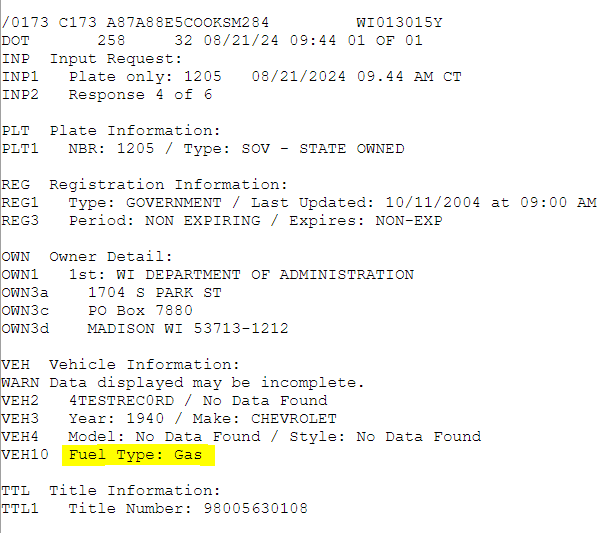 /0173 C173 A87A88E5COOKSM284 WI013015Y
DOT 258 32 08/21/24 09:44 01 OF 01
INP Input Request:
INP1 Plate only: 1205 08/21/2024 09.44 AM CT
INP2 Response 4 of 6
PLT Plate Information:
PLT1 NBR: 1205 / Type: SOV - STATE OWNED
REG Registration Information:
REG1 Type: GOVERNMENT / Last Updated: 10/11/2004 at 09:00 AM
REG3 Period: NON EXPIRING / Expires: NON-EXP
OWN Owner Detail:
OWN1 1st: WI DEPARTMENT OF ADMINISTRATION
OWN3a 1704 S PARK ST
OWN3c PO Box 7880
OWN3d MADISON WI 53713-1212
VEH Vehicle Information:
WARN Data displayed may be incomplete.
VEH2 4TESTREC0RD / No Data Found
VEH3 Year: 1940 / Make: CHEVROLET
VEH4 Model: No Data Found / Style: No Data Found
VEH10 Fuel Type: Gas
TTL Title Information:
TTL1 Title Number: 98005630108